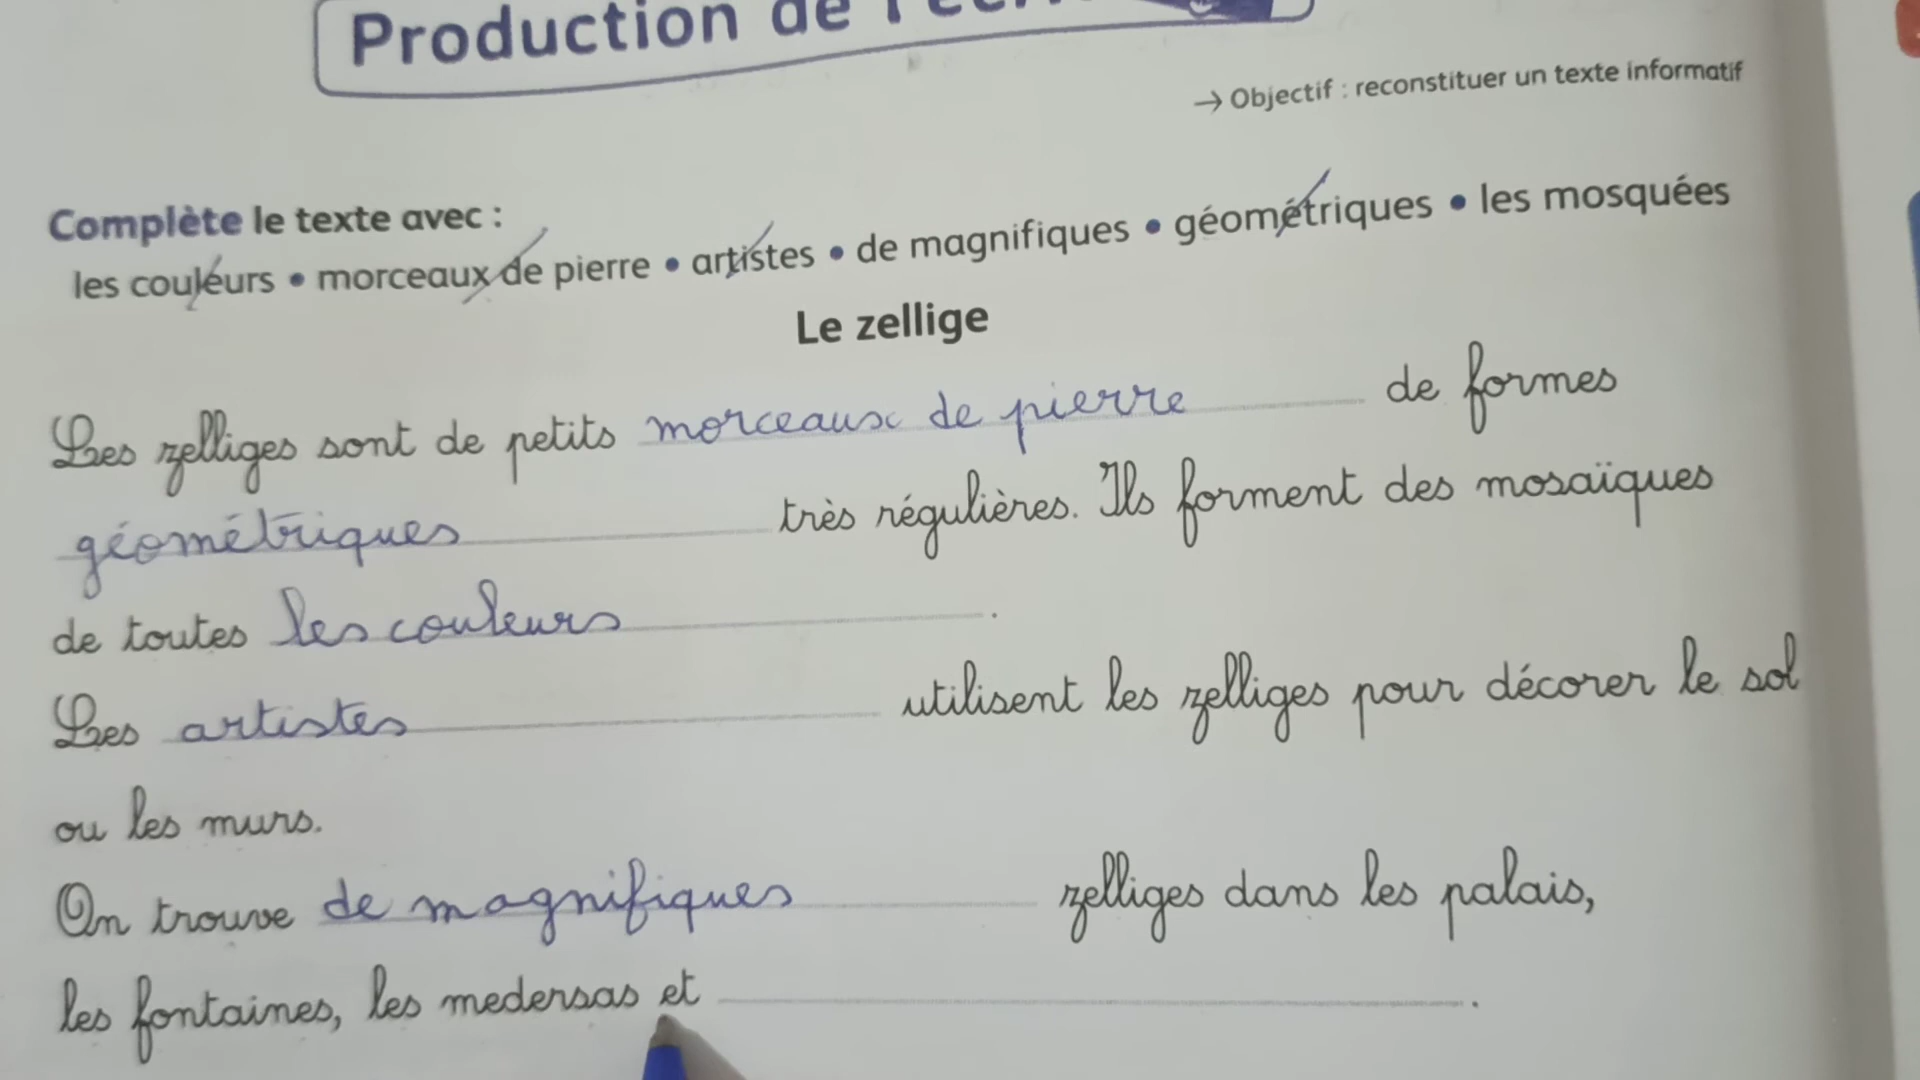 Production de l'écrit
→ Objectif : reconstituer un texte informatif
Complète le texte avec :
les couleurs • morceaux de pierre • artistes • de magnifiques • géométriques • les mosquées
Le zellige
Les zelliges sont de petits morceaux de pierre de formes
géométriques très régulières. Ils forment des mosaïques
de toutes les couleurs .
Les artistes utilisent les zelliges pour décorer le sol
ou les murs.
On trouve de magnifiques zelliges dans les palais,
les fontaines, les medersas et .